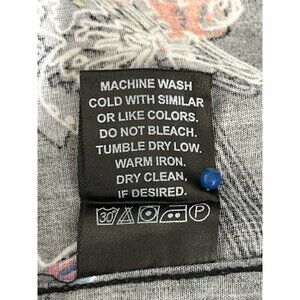 MACHINE WASH
COLD WITH SIMILAR
OR LIKE COLORS.
DO NOT BLEACH.
TUMBLE DRY LOW.
WARM IRON.
DRY CLEAN,
IF DESIRED.
30 P